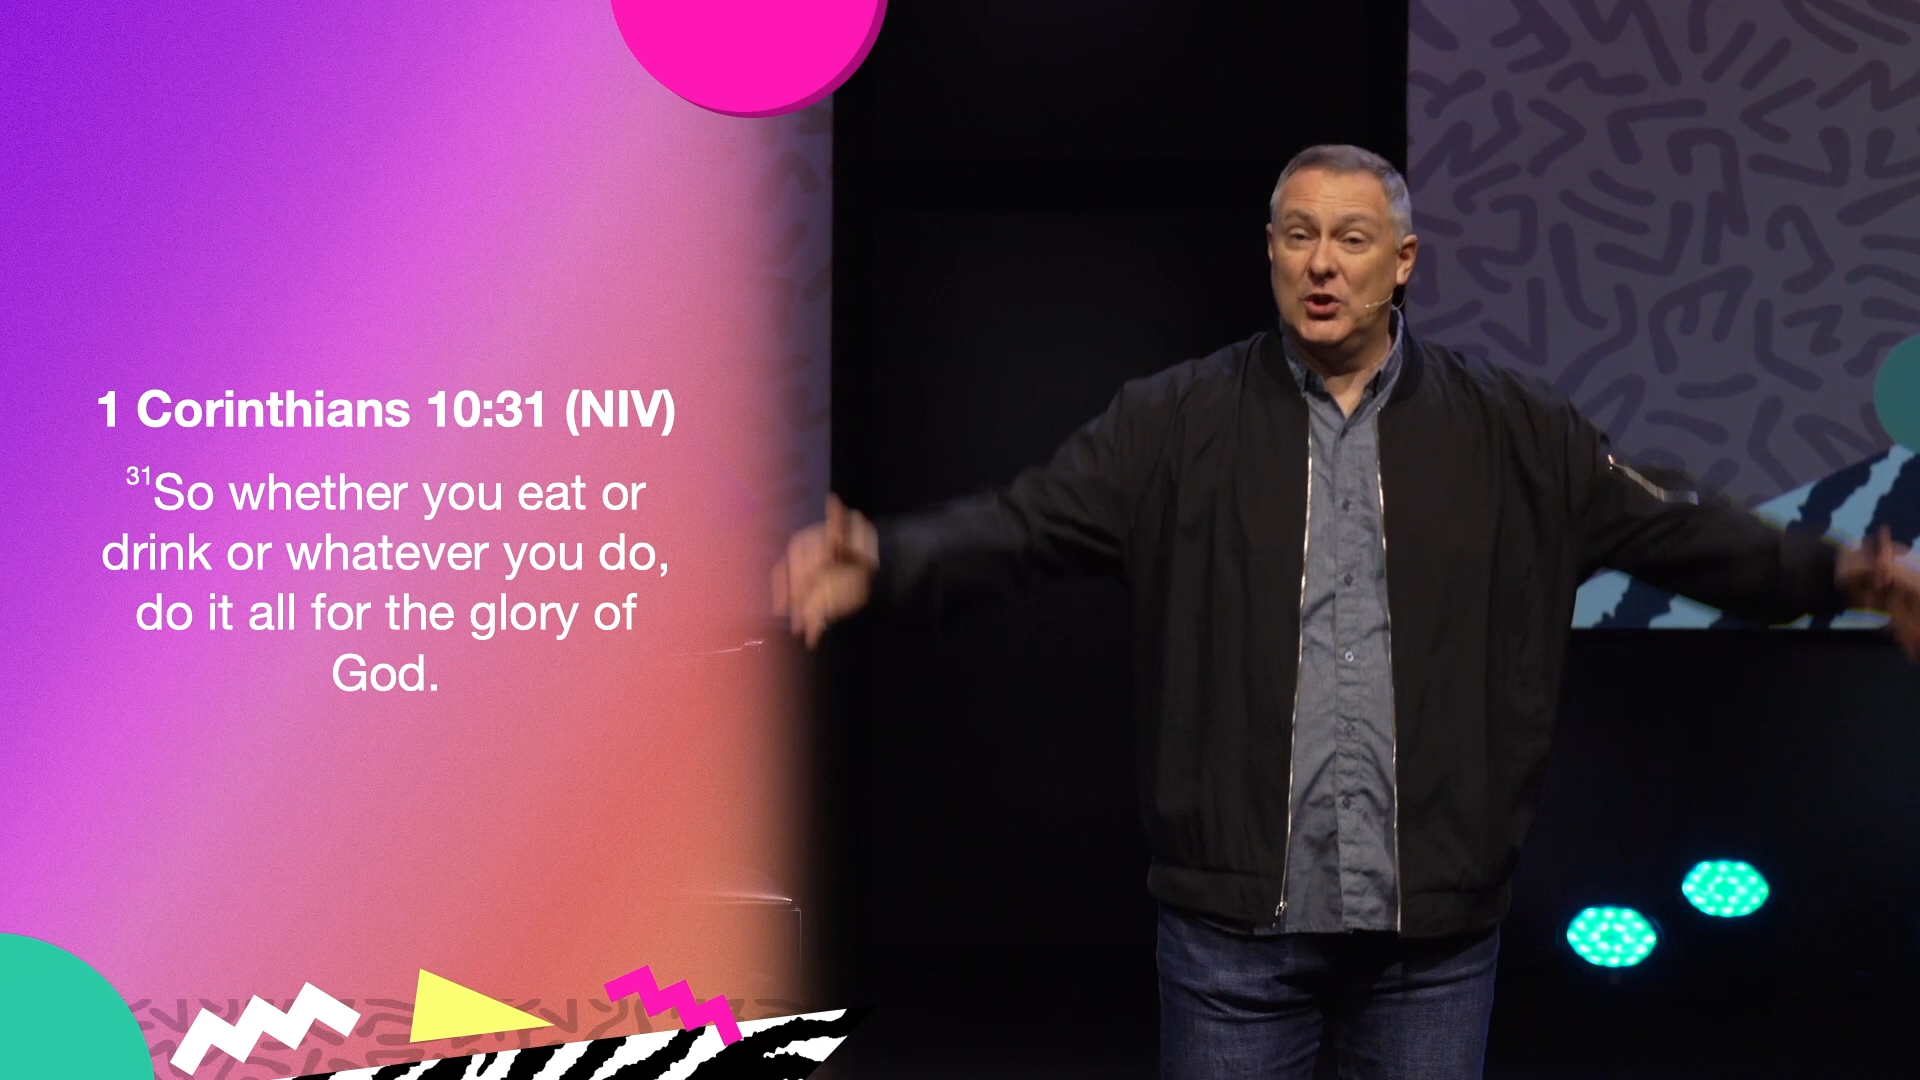 1 Corinthians 10:31 (NIV)
31So whether you eat or
drink or whatever you do,
do it all for the glory of
God.